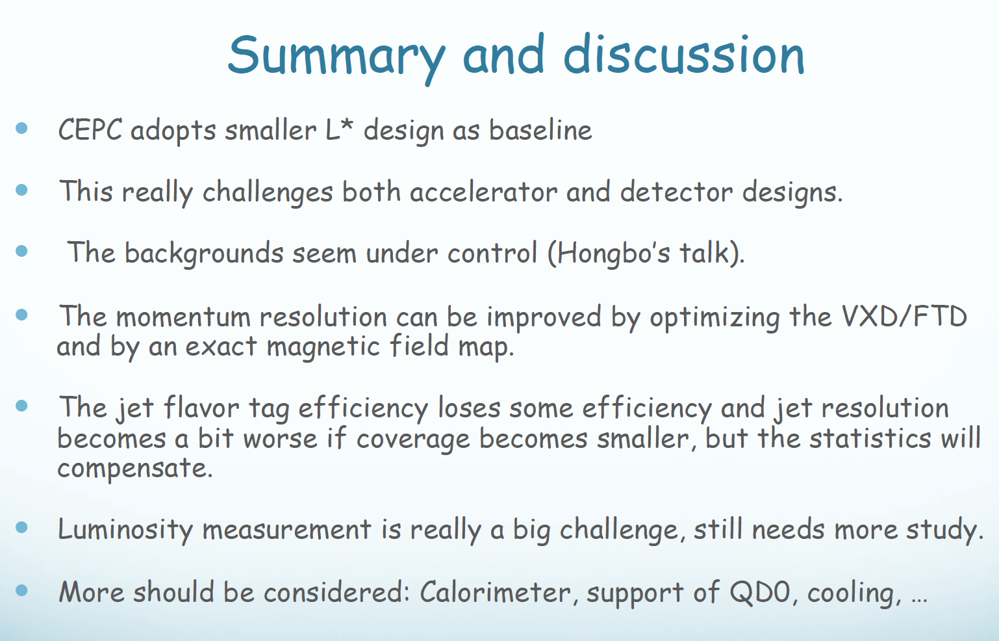 Summary and discussion
CEPC adopts smaller L* design as baseline
This really challenges both accelerator and detector designs.
The backgrounds seem under control (Hongbo's talk).
The momentum resolution can be improved by optimizing the VXD/FTD
and by an exact magnetic field map.
The jet flavor tag efficiency loses some efficiency and jet resolution
becomes a bit worse if coverage becomes smaller, but the statistics will
compensate.
Luminosity measurement is really a big challenge, still needs more study.
More should be considered: Calorimeter, support of QD0, cooling, …